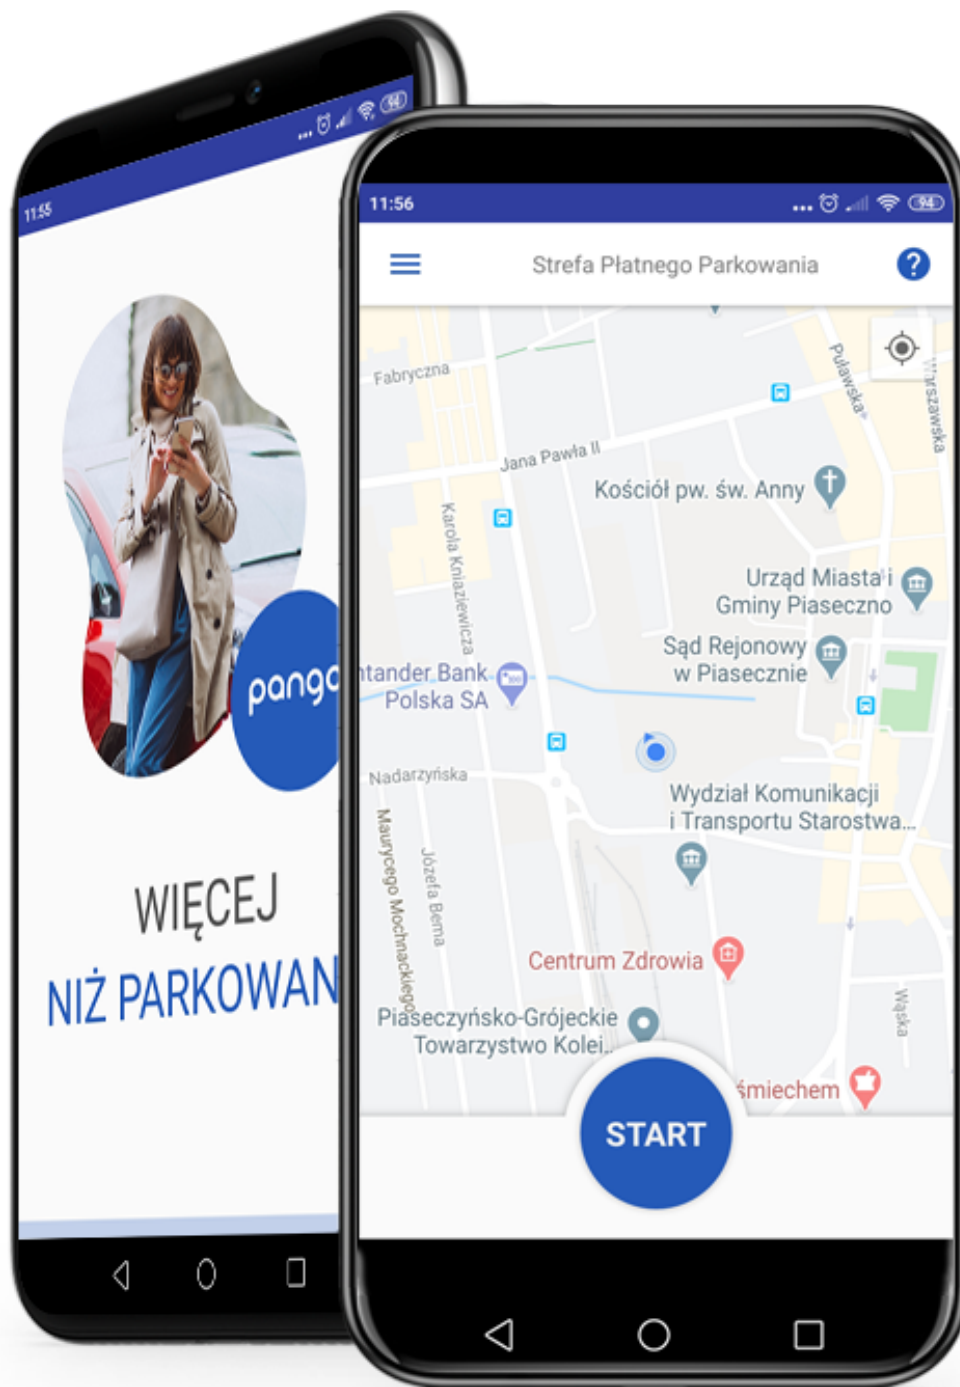 11:55
94
pango
WIĘCEJ
NIŻ PARKOWAN
11:56
94
Strefa Płatnego Parkowania
?
Fabryczna
Puławska
Warszawska
Jana Pawła II
Kościół pw. św. Anny
Karola Kniaziewicza
Urząd Miasta i
Gminy Piaseczno
Sąd Rejonowy
w Piasecznie
ntander Bank
Polska SA
Nadarzyńska
Wydział Komunikacji
i Transportu Starostwa...
Maurycego Mochnackiego
Józefa Bema
Centrum Zdrowia
Wąska
Piaseczyńsko-Grójeckie
Towarzystwo Kolei...
śmiechem
START